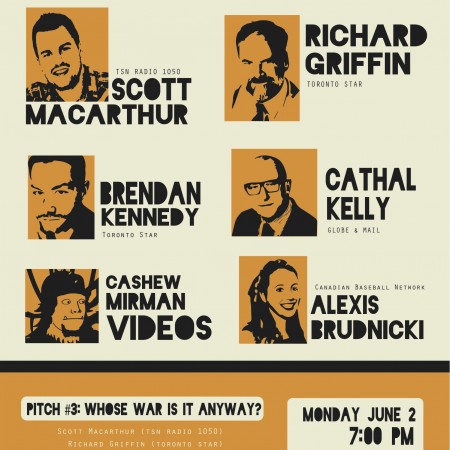 TSN RADIO 1050
SCOTT
MACARTHUR
RICHARD
GRIFFIN
TORONTO STAR
BRENDAN
KENNEDY
TORONTO STAR
CATHAL
KELLY
GLOBE & MAIL
CASHEW
MIRMAN
VIDEOS
CANADIAN BASEBALL NETWORK
ALEXIS
BRUDNICKI
PITCH #3: WHOSE WAR IS IT ANYWAY?
SCOTT MACARTHUR (TSN RADIO 1050)
RICHARD GRIFFIN (TORONTO STAR)
MONDAY JUNE 2
7:00 PM